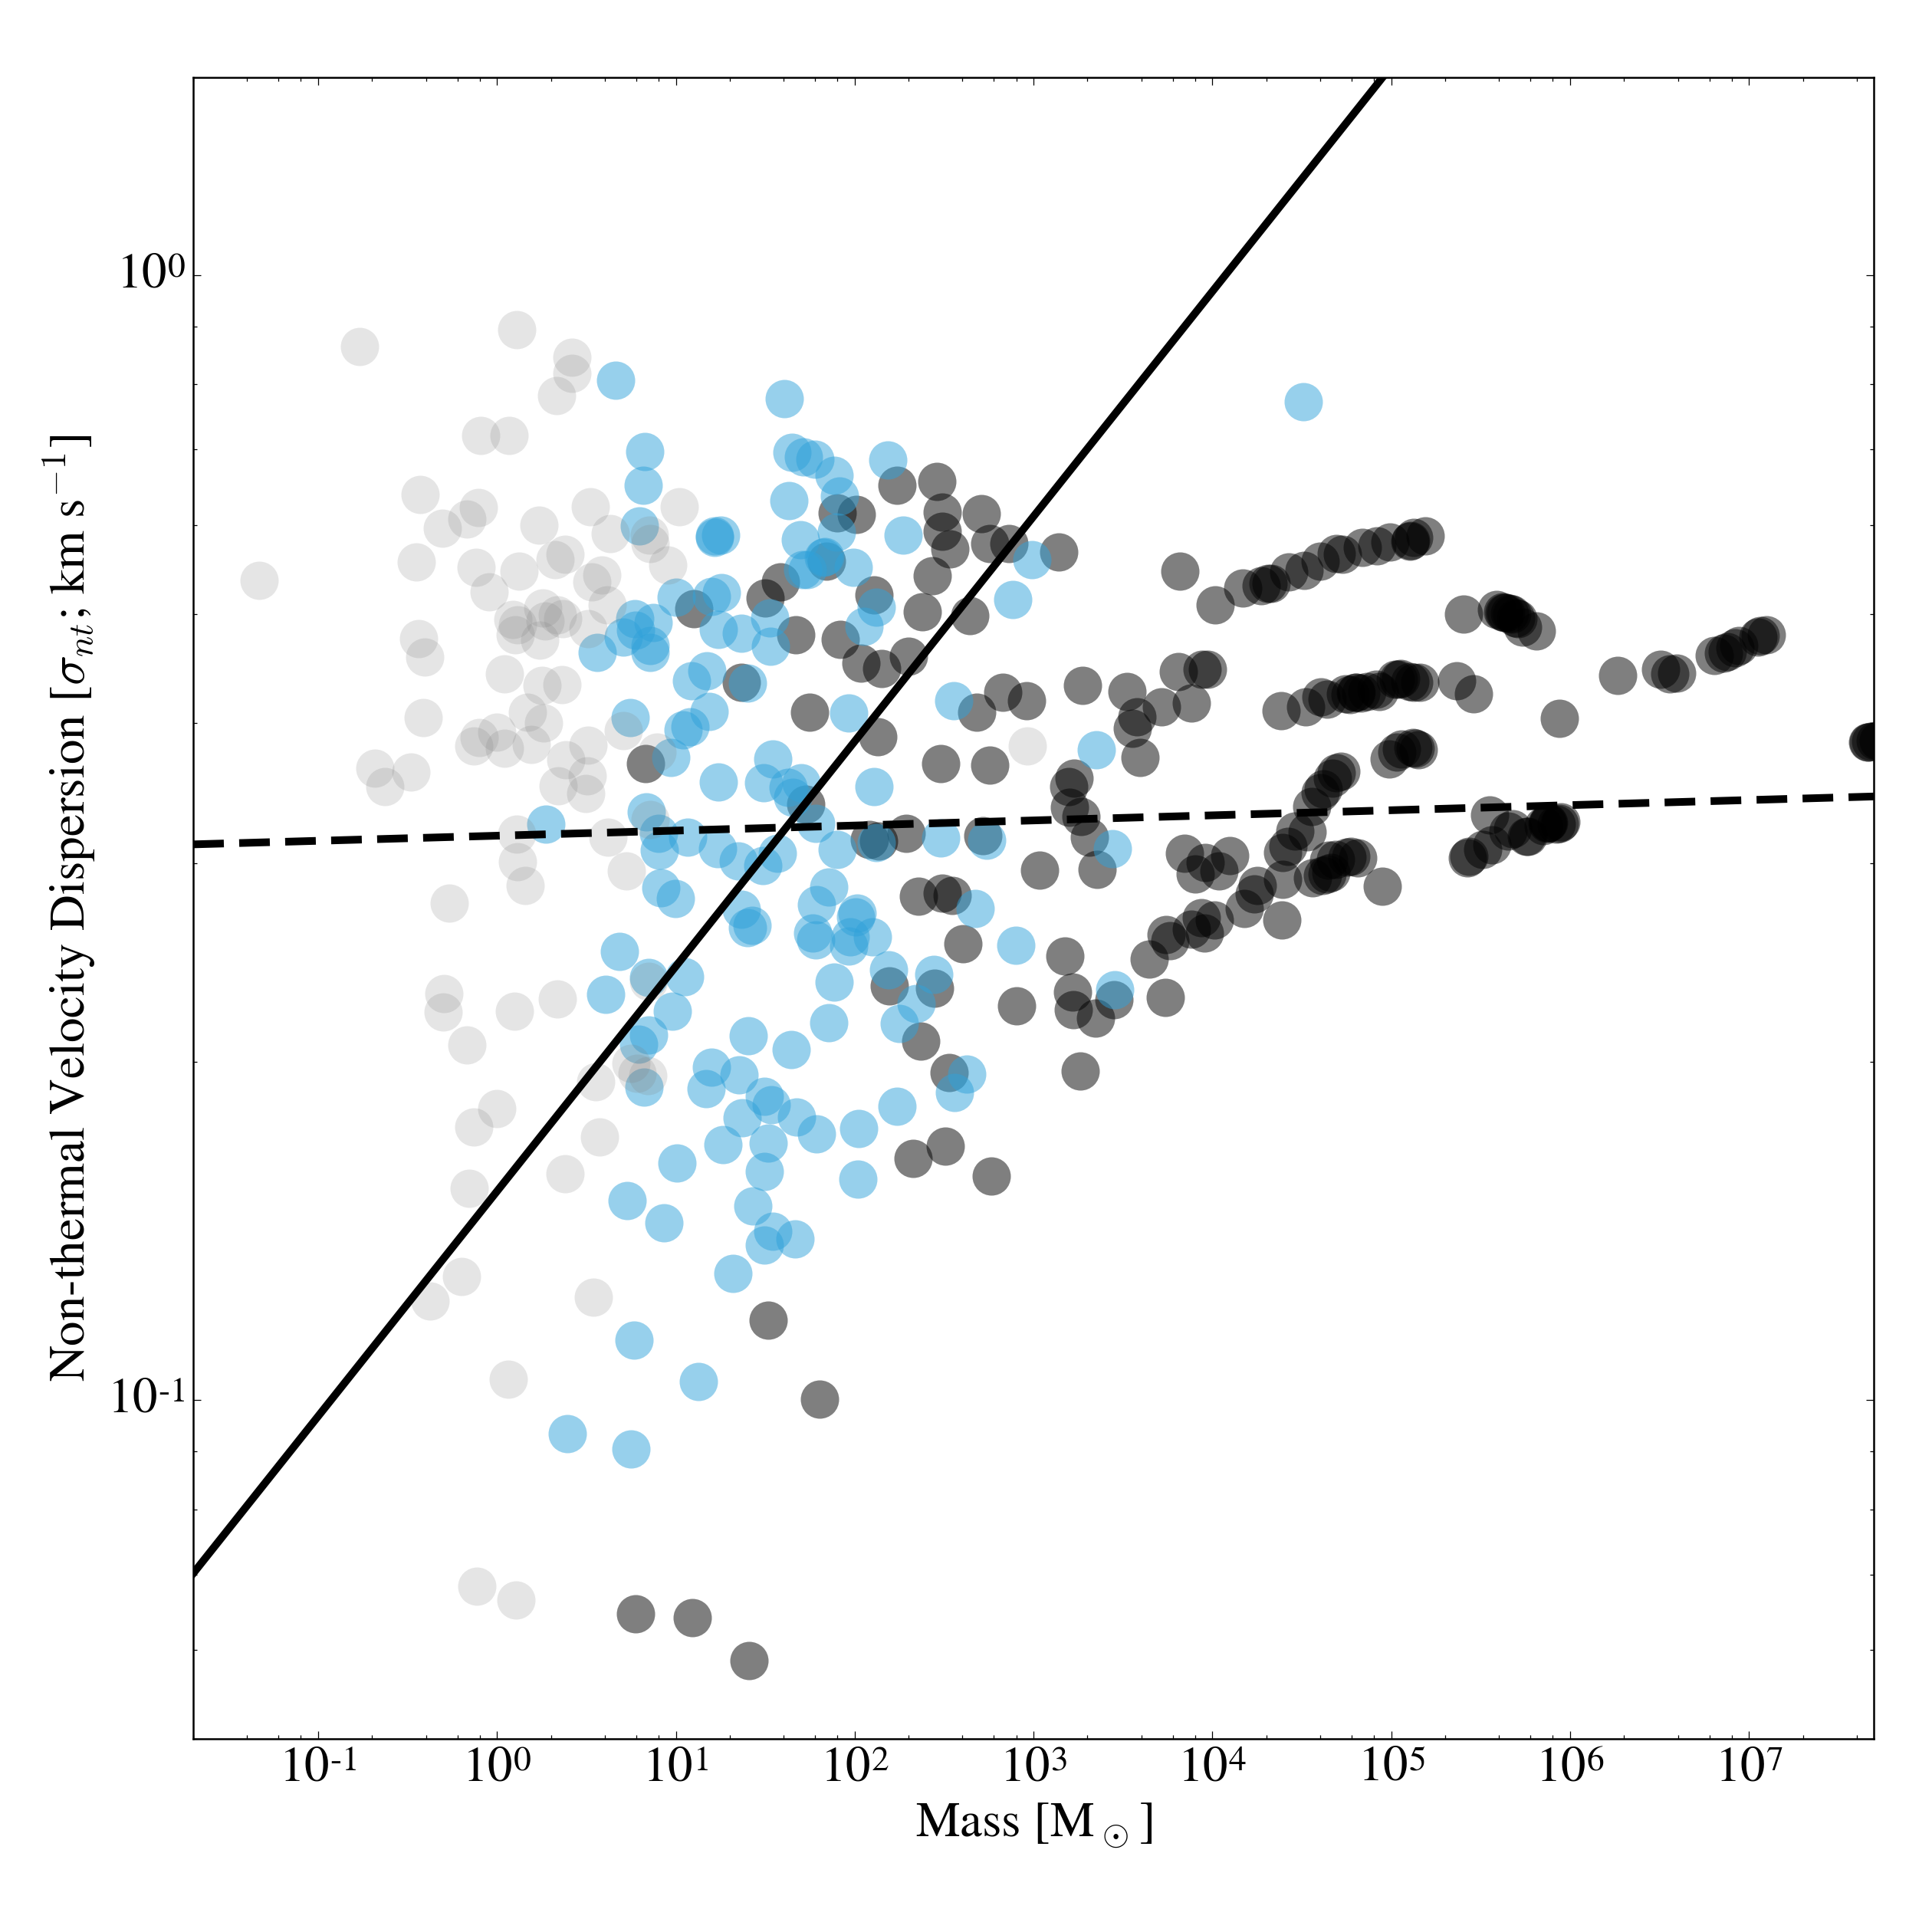 Non-thermal Velocity Dispersion [σ_nt; km s⁻¹]
10⁰
10⁻¹
10⁻¹ 10⁰ 10¹ 10² 10³ 10⁴ 10⁵ 10⁶ 10⁷
Mass [M_⊙]